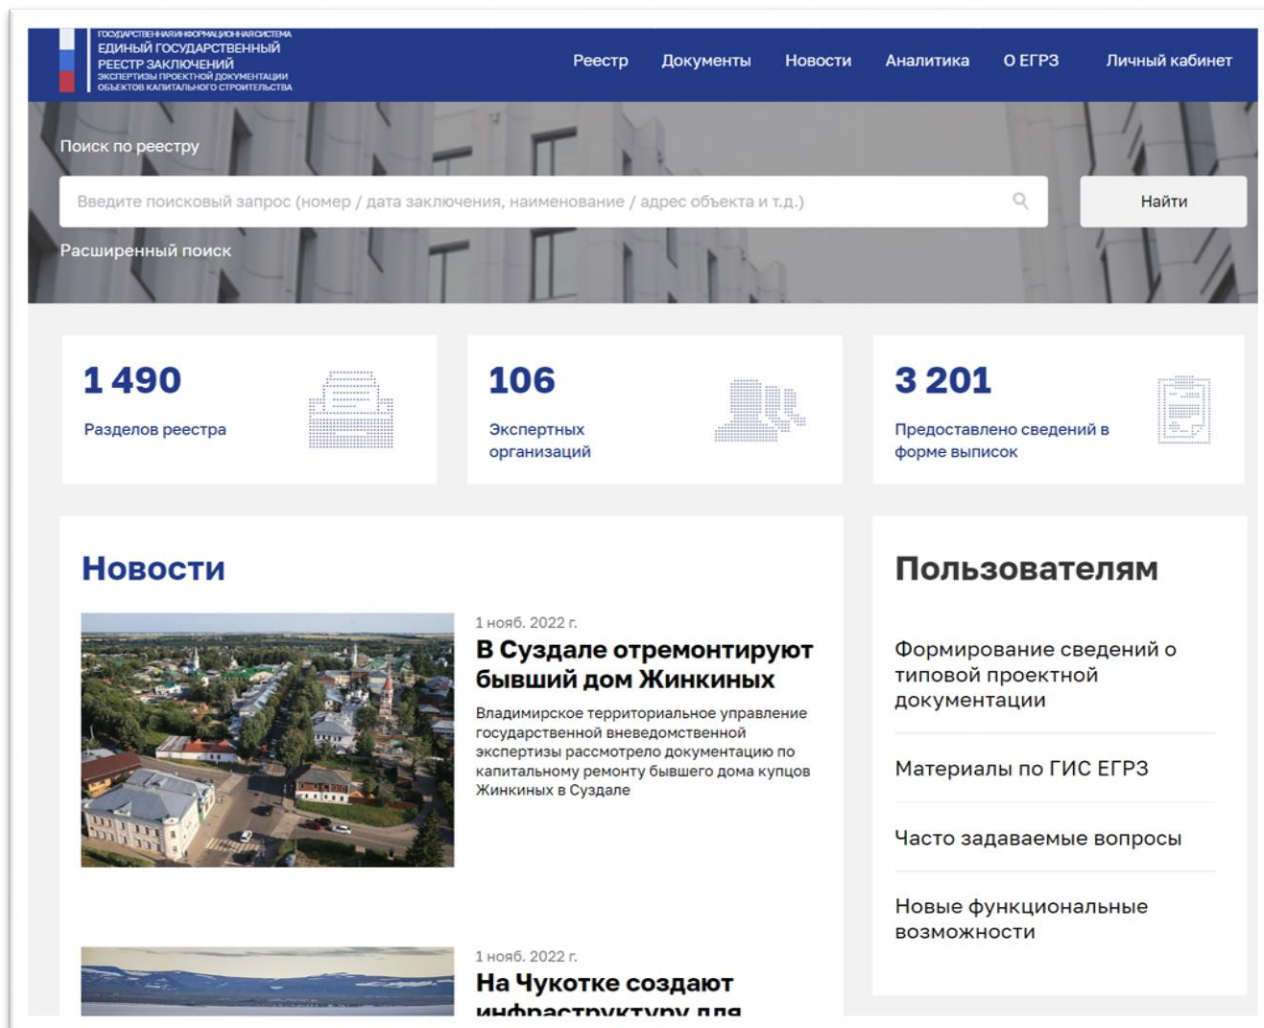 ГОСУДАРСТВЕННАЯ ИНФОРМАЦИОННАЯ СИСТЕМА
ЕДИНЫЙ ГОСУДАРСТВЕННЫЙ
РЕЕСТР ЗАКЛЮЧЕНИЙ
ЭКСПЕРТИЗЫ ПРОЕКТНОЙ ДОКУМЕНТАЦИИ
ОБЪЕКТОВ КАПИТАЛЬНОГО СТРОИТЕЛЬСТВА
Реестр Документы Новости Аналитика О ЕГРЗ Личный кабинет
Поиск по реестру
Введите поисковый запрос (номер / дата заключения, наименование / адрес объекта и т.д.)
Найти
Расширенный поиск
1 490
Разделов реестра
106
Экспертных
организаций
3 201
Предоставлено сведений в
форме выписок
Новости
1 нояб. 2022 г.
В Суздале отремонтируют
бывший дом Жинкиных
Владимирское территориальное управление
государственной вневедомственной
экспертизы рассмотрело документацию по
капитальному ремонту бывшего дома купцов
Жинкиных в Суздале
1 нояб. 2022 г.
На Чукотке создают
инфраструктуру для
Пользователям
Формирование сведений о
типовой проектной
документации
Материалы по ГИС ЕГРЗ
Часто задаваемые вопросы
Новые функциональные
возможности